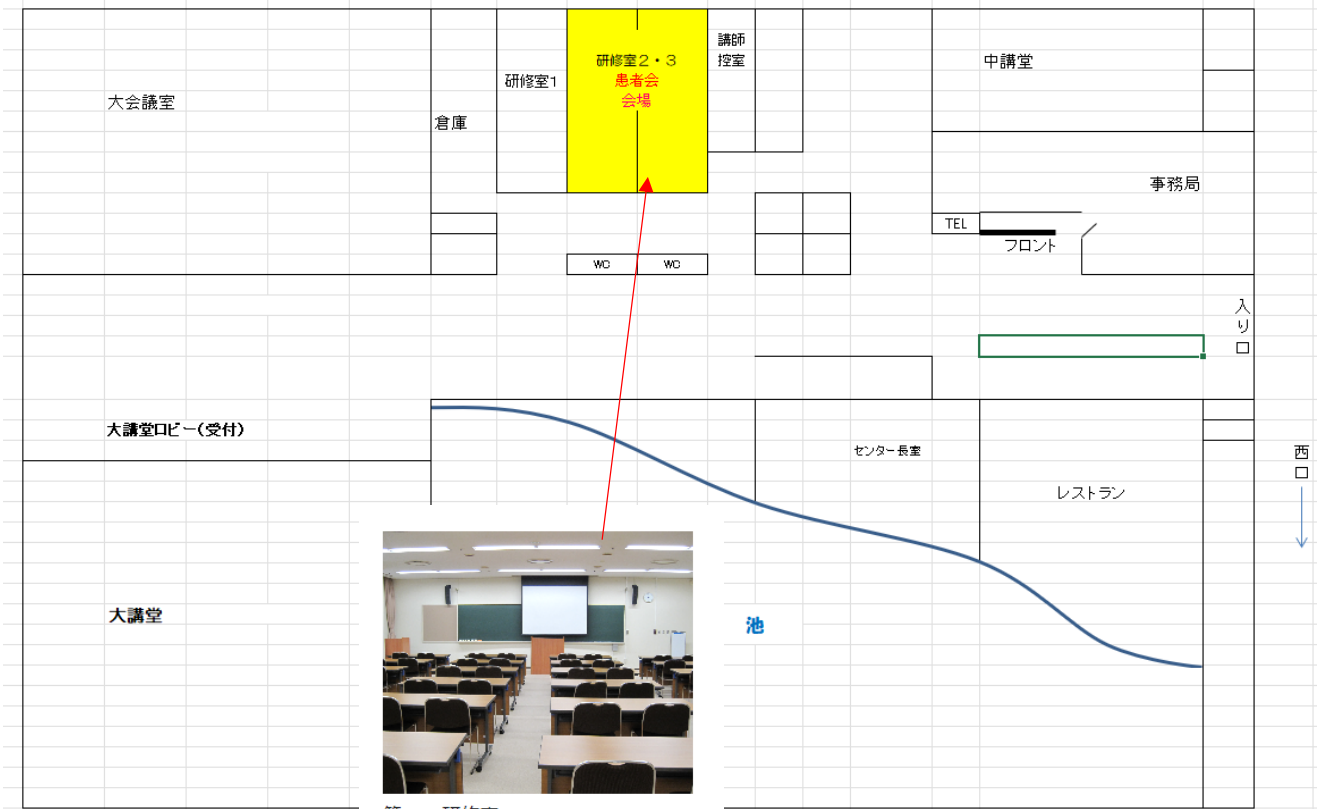 講師
控室
研修室2・3
患者会
会場
研修室1
中講堂
大会議室
倉庫
事務局
TEL
フロント
WC
WC
入り口
大講堂ロビー(受付)
センター長室
西口
レストラン
大講堂
池
研修室